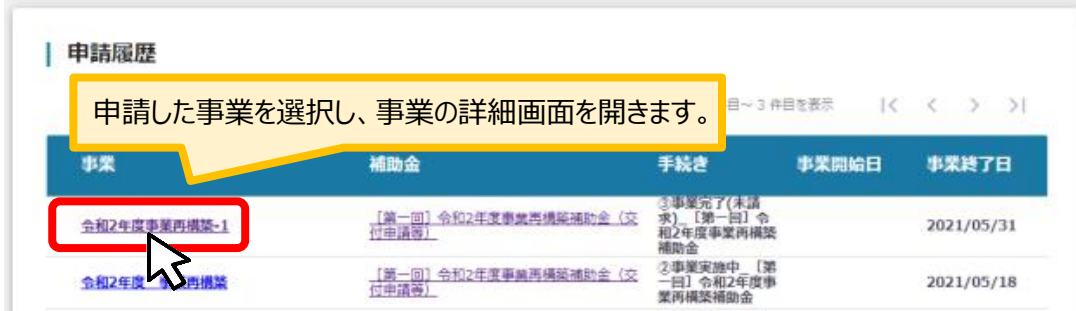 申請履歴
申請した事業を選択し、事業の詳細画面を開きます。
目～3 件目を表示 |< < > >|
事業 補助金 手続き 事業開始日 事業終了日
令和2年度事業再構築-1
［第一回］令和2年度事業再構築補助金（交
付申請等）
③事業完了(未請
求)_［第一回］令
和2年度事業再構築
補助金
2021/05/31
令和2年度 事業再構築
［第一回］令和2年度事業再構築補助金（交
付申請等）
②事業実施中_［第
一回］令和2年度事
業再構築補助金
2021/05/18